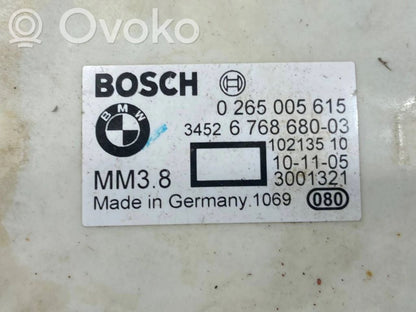 Ovoko
BOSCH
BMW
0 265 005 615
3452 6 768 680-03
102135 10
10-11-05
MM3.8
3001321
Made in Germany.1069
080